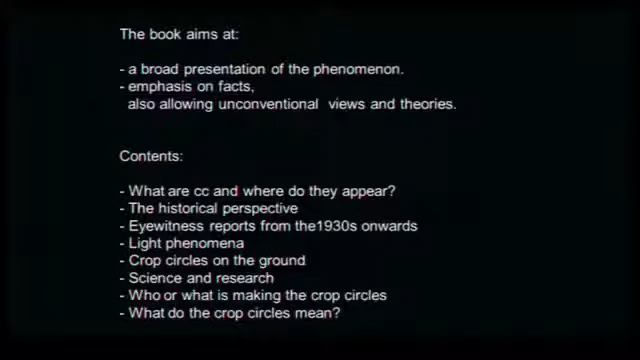 The book aims at:
- a broad presentation of the phenomenon.
- emphasis on facts,
also allowing unconventional views and theories.
Contents:
- What are cc and where do they appear?
- The historical perspective
- Eyewitness reports from the1930s onwards
- Light phenomena
- Crop circles on the ground
- Science and research
- Who or what is making the crop circles
- What do the crop circles mean?